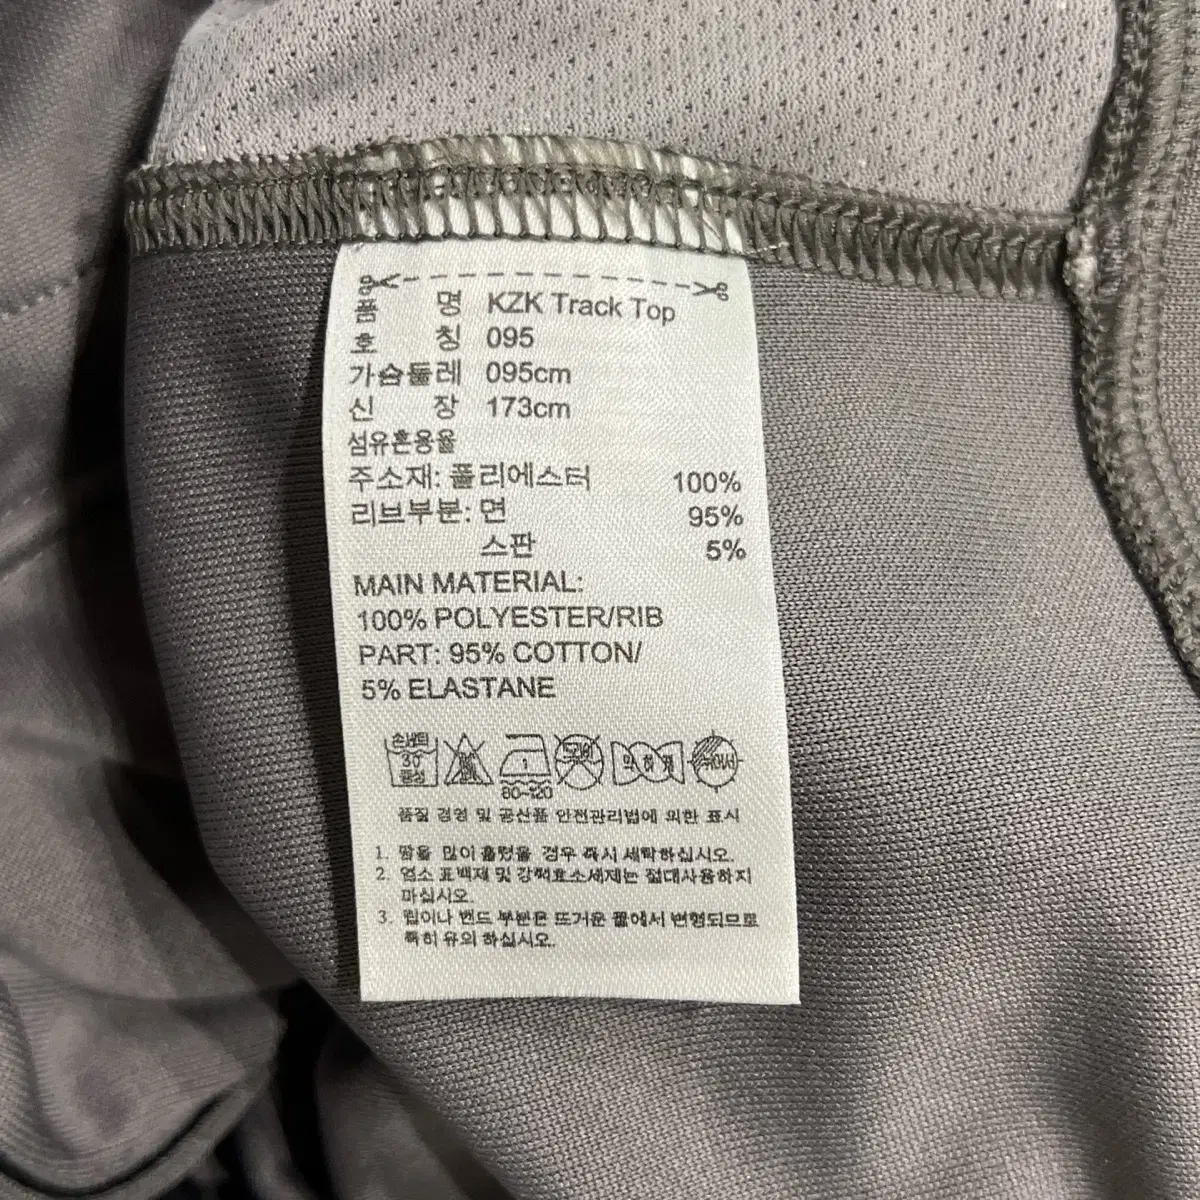 품 명 KZK Track Top
호 칭 095
가슴둘레 095cm
신 장 173cm
섬유혼용율
주소재: 폴리에스터 100%
리브부분: 면 95%
스판 5%
MAIN MATERIAL:
100% POLYESTER/RIB
PART: 95% COTTON/
5% ELASTANE
손세탁
30
중성
1
80-120
약하게
뉘어서
품질 경영 및 공산품 안전관리법에 의한 표시
1. 땀을 많이 흘렸을 경우 즉시 세탁하십시오.
2. 염소 표백제 및 강력효소세제는 절대사용하지
마십시오.
3. 립이나 밴드 부분은 뜨거운 물에서 변형되므로
특히 유의 하십시오.